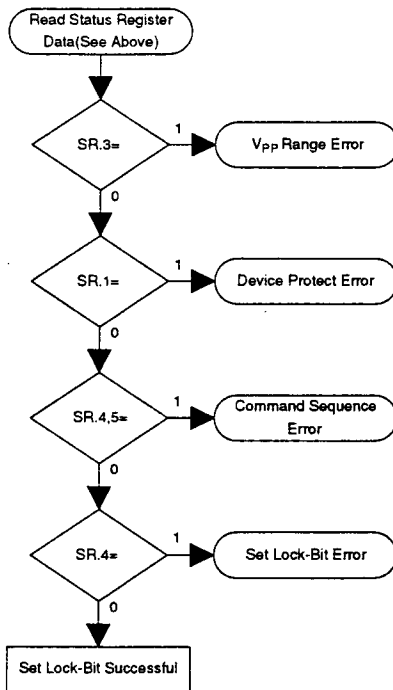 Read Status Register
Data(See Above)
SR.3=
1
VPP Range Error
0
SR.1=
1
Device Protect Error
0
SR.4,5=
1
Command Sequence
Error
0
SR.4=
1
Set Lock-Bit Error
0
Set Lock-Bit Successful